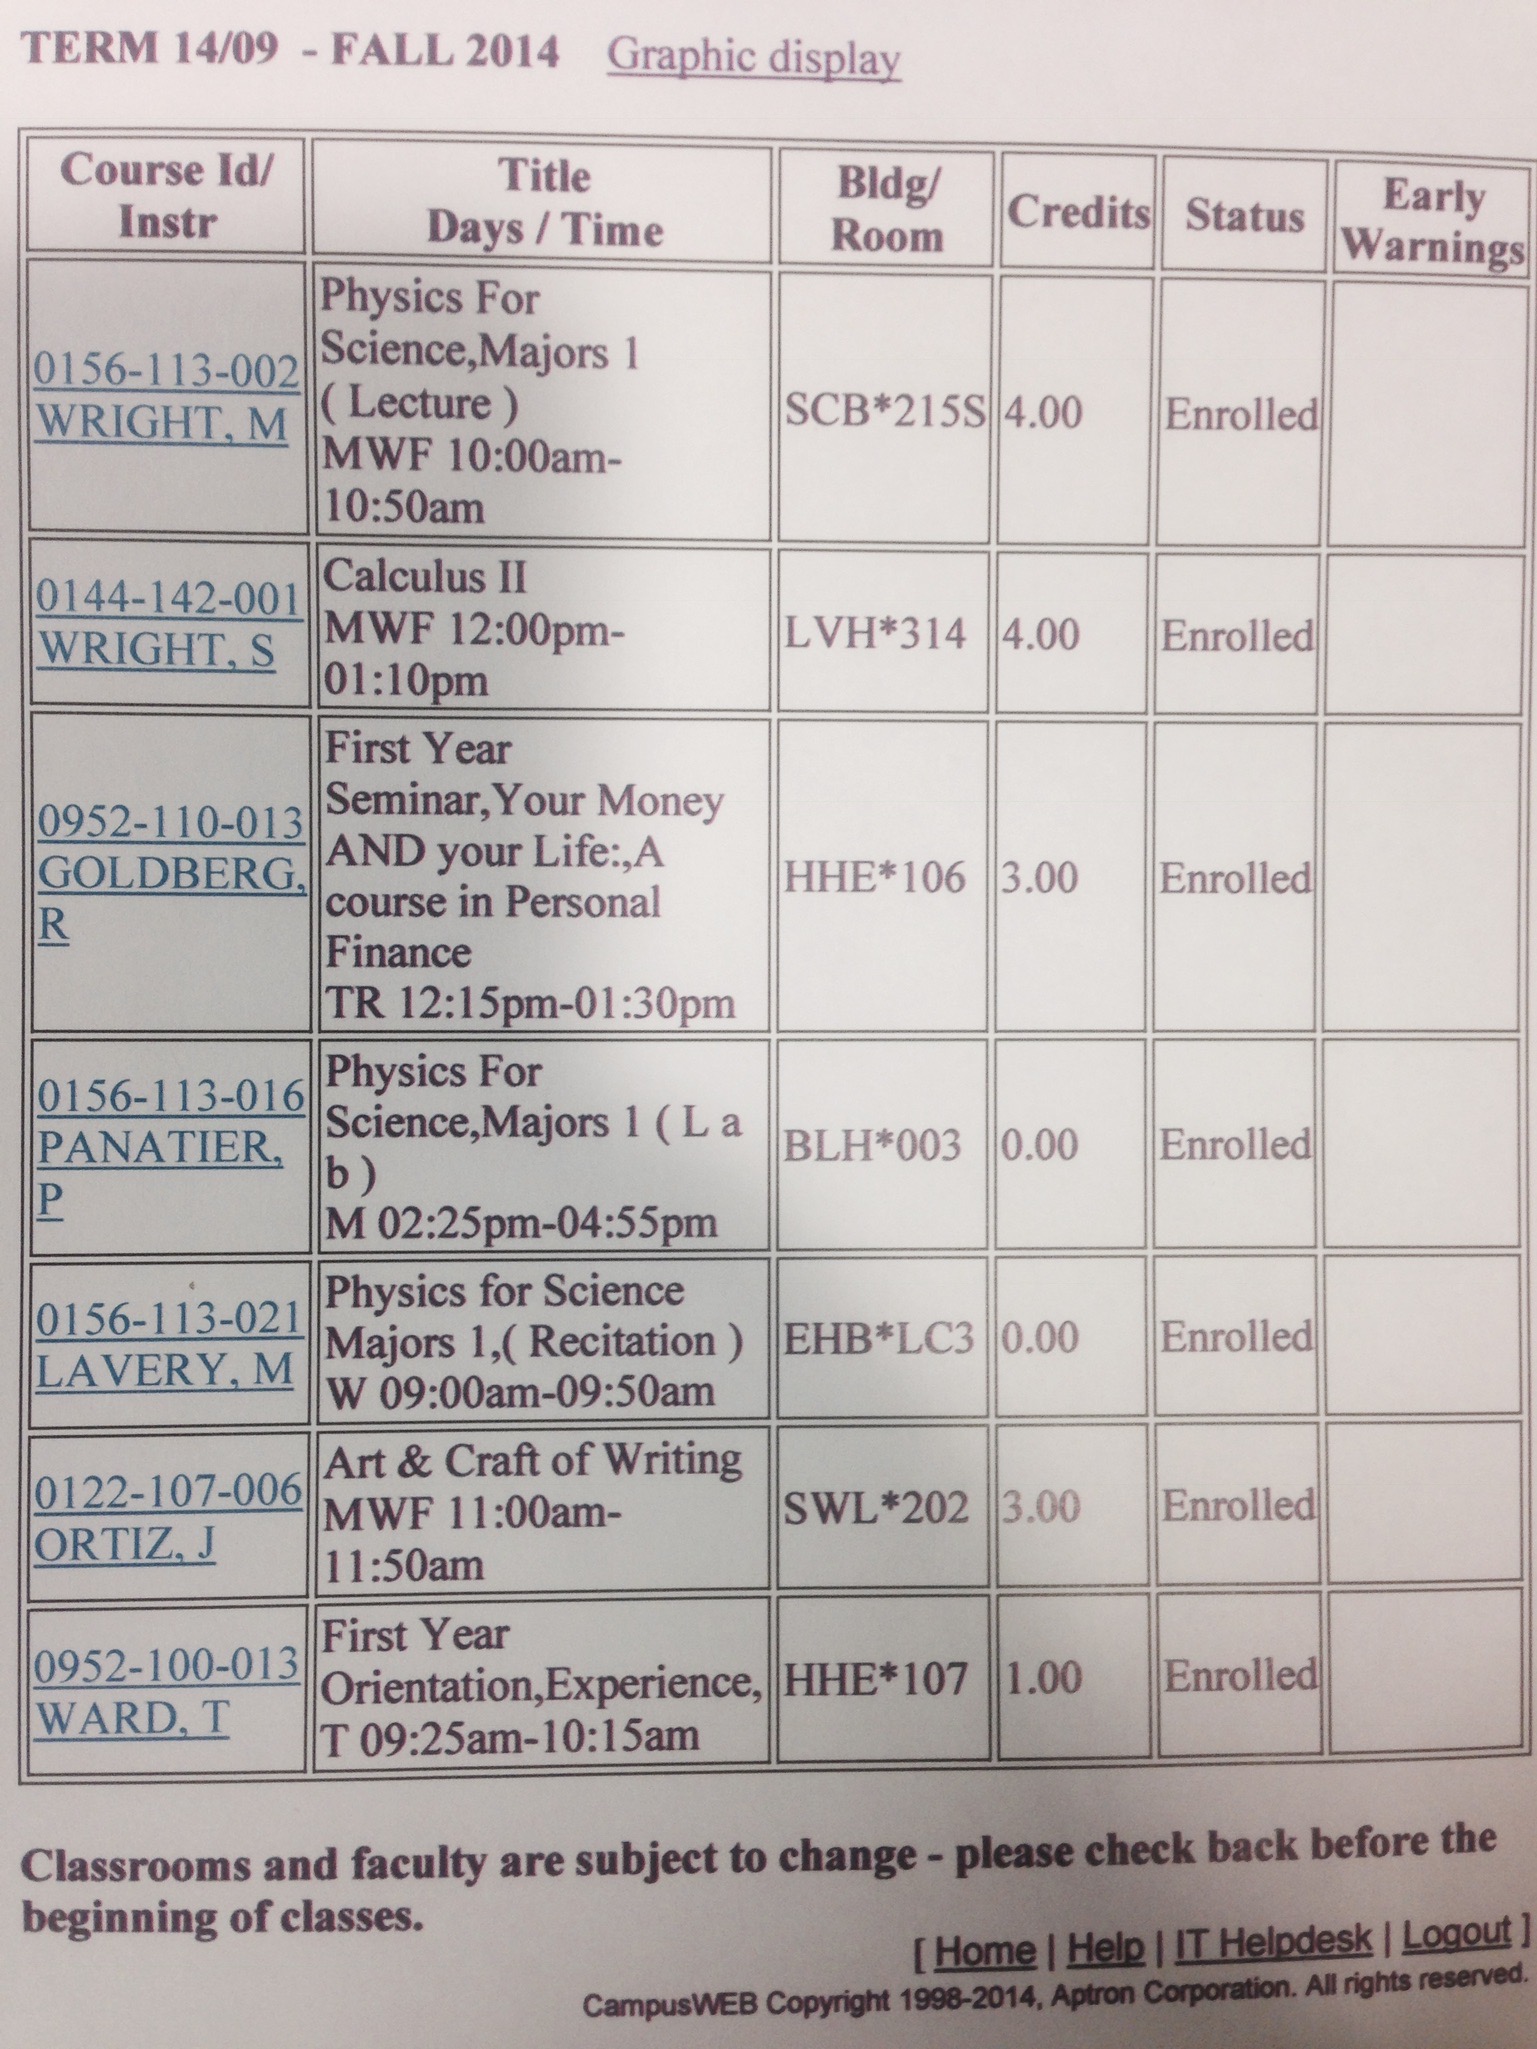 TERM 14/09 - FALL 2014 Graphic display
Course Id/
Instr
Title
Days / Time
Bldg/
Room
Credits
Status
Early
Warnings
0156-113-002
WRIGHT, M
Physics For
Science,Majors 1
( Lecture )
MWF 10:00am-
10:50am
SCB*215S
4.00
Enrolled
0144-142-001
WRIGHT, S
Calculus II
MWF 12:00pm-
01:10pm
LVH*314
4.00
Enrolled
0952-110-013
GOLDBERG,
R
First Year
Seminar,Your Money
AND your Life:,A
course in Personal
Finance
TR 12:15pm-01:30pm
HHE*106
3.00
Enrolled
0156-113-016
PANATIER,
P
Physics For
Science,Majors 1 ( L a
b )
M 02:25pm-04:55pm
BLH*003
0.00
Enrolled
0156-113-021
LAVERY, M
Physics for Science
Majors 1,( Recitation )
W 09:00am-09:50am
EHB*LC3
0.00
Enrolled
0122-107-006
ORTIZ, J
Art & Craft of Writing
MWF 11:00am-
11:50am
SWL*202
3.00
Enrolled
0952-100-013
WARD, T
First Year
Orientation,Experience,
T 09:25am-10:15am
HHE*107
1.00
Enrolled
Classrooms and faculty are subject to change - please check back before the
beginning of classes.
[ Home | Help | IT Helpdesk | Logout ]
CampusWEB Copyright 1998-2014, Aptron Corporation. All rights reserved.